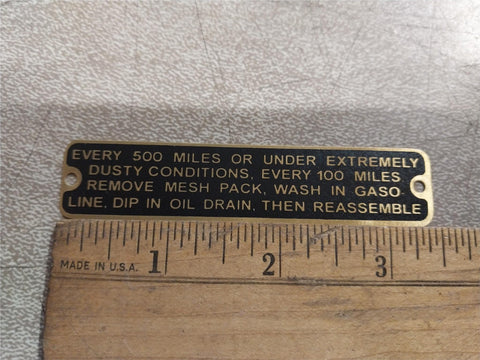 EVERY 500 MILES OR UNDER EXTREMELY
DUSTY CONDITIONS, EVERY 100 MILES
REMOVE MESH PACK, WASH IN GASO-
LINE, DIP IN OIL DRAIN, THEN REASSEMBLE
MADE IN U.S.A. 1 2 3